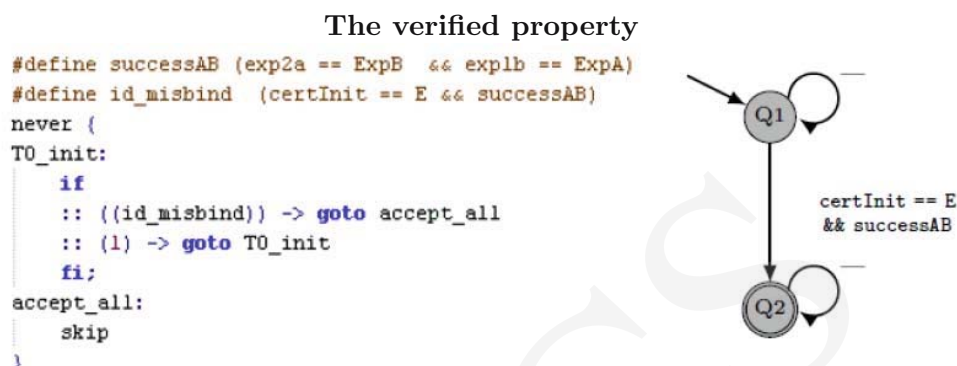 The verified property
#define successAB (exp2a == ExpB && exp1b == ExpA)
#define id_misbind (certInit == E && successAB)
never {
T0_init:
if
:: ((id_misbind)) -> goto accept_all
:: (1) -> goto T0_init
fi;
accept_all:
skip
}
Q1
certInit == E
&& successAB
Q2